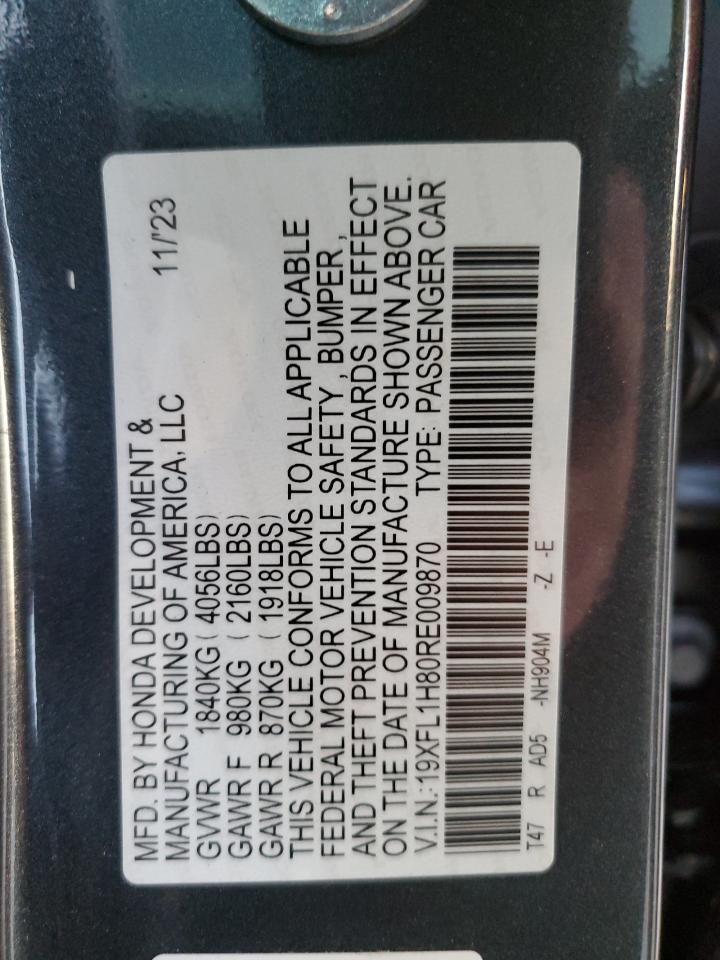 MFD. BY HONDA DEVELOPMENT &
MANUFACTURING OF AMERICA, LLC 11/'23
GVWR 1840KG ( 4056LBS)
GAWR F 980KG ( 2160LBS)
GAWR R 870KG ( 1918LBS)
THIS VEHICLE CONFORMS TO ALL APPLICABLE
FEDERAL MOTOR VEHICLE SAFETY , BUMPER ,
AND THEFT PREVENTION STANDARDS IN EFFECT
ON THE DATE OF MANUFACTURE SHOWN ABOVE.
V.I.N.:19XFL1H80RE009870 TYPE: PASSENGER CAR
T47 R AD5 -NH904M -Z -E